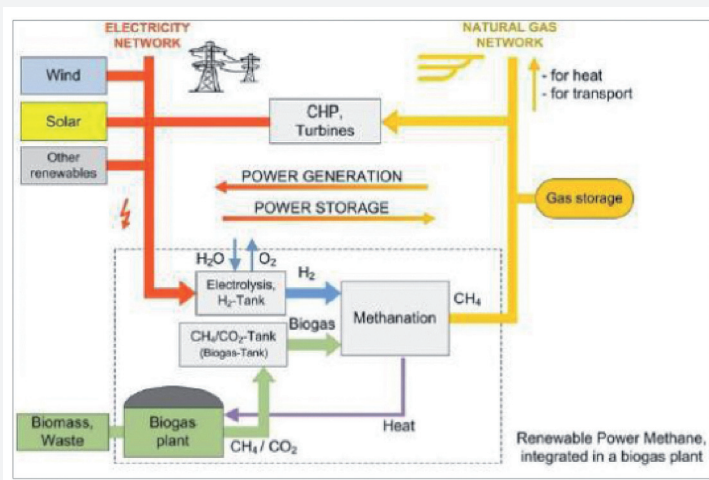 ELECTRICITY
NETWORK
NATURAL GAS
NETWORK
Wind
- for heat
- for transport
Solar
CHP,
Turbines
Other
renewables
POWER GENERATION
POWER STORAGE
Gas storage
H₂O
O₂
Electrolysis,
H₂-Tank
H₂
CH₄
Methanation
CH₄/CO₂-Tank
(Biogas-Tank)
Biogas
Biomass,
Waste
Biogas
plant
CH₄ / CO₂
Heat
Renewable Power Methane,
integrated in a biogas plant